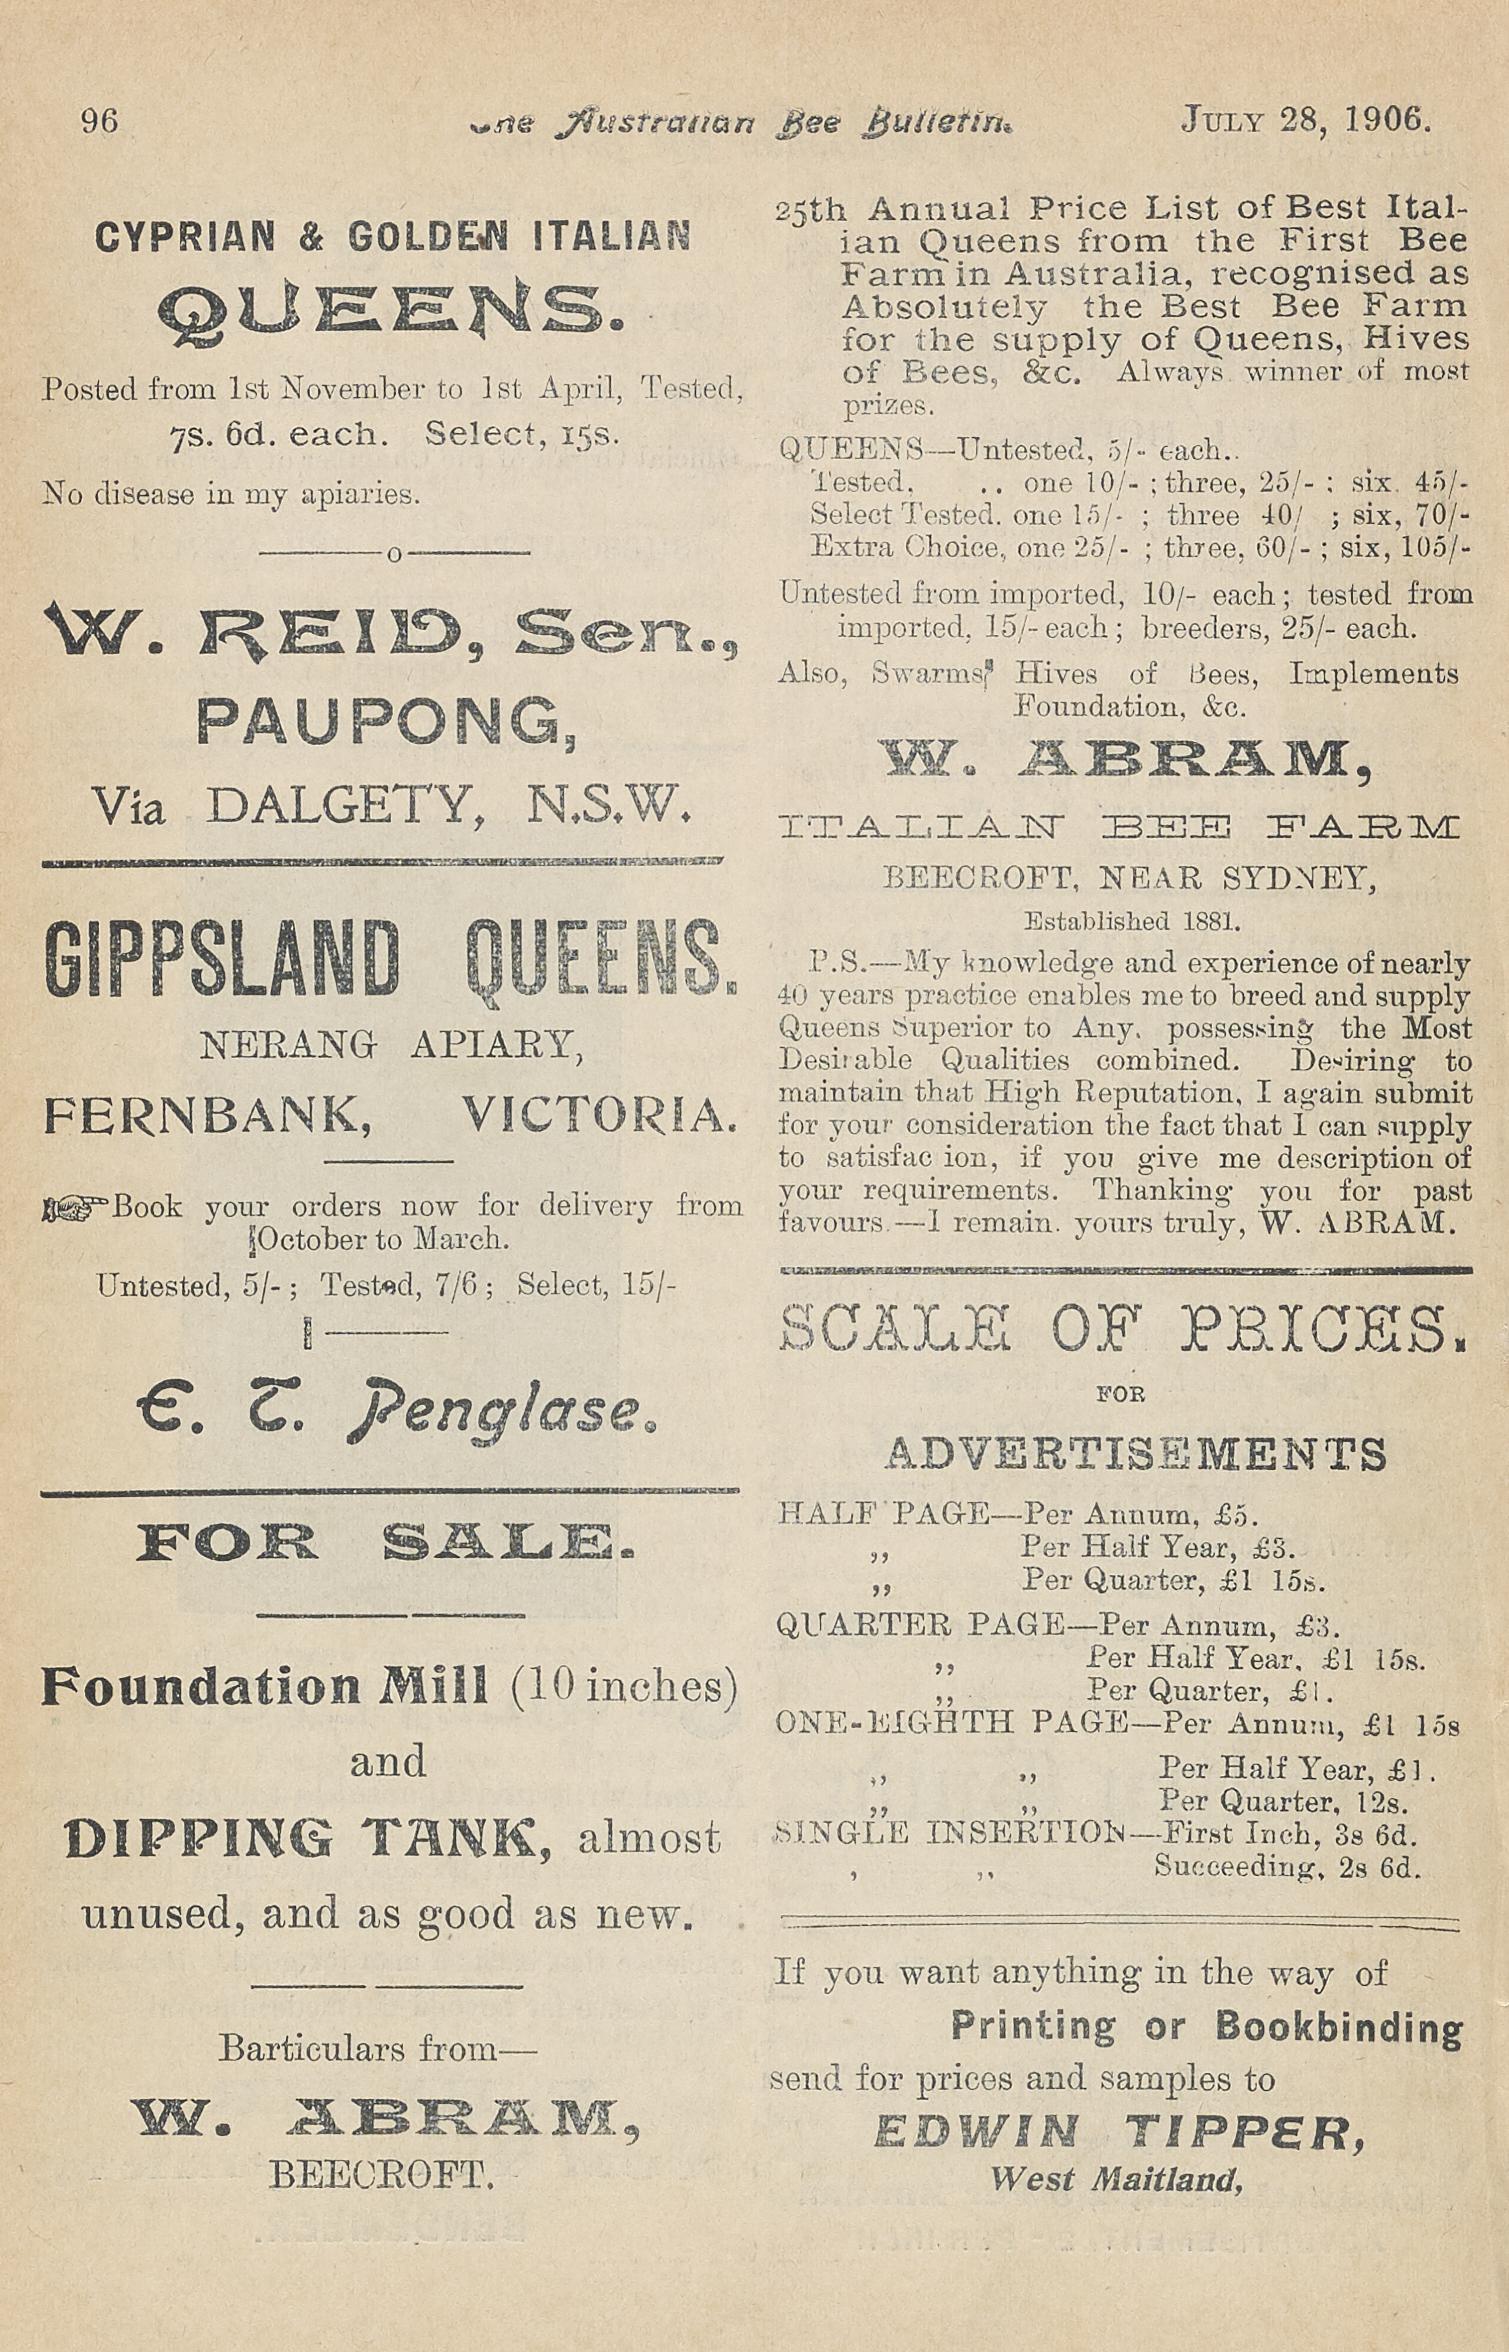 96
The Australian Bee Bulletin.
JULY 28, 1906.
CYPRIAN & GOLDEN ITALIAN
QUEENS.
Posted from 1st November to 1st April, Tested,
7s. 6d. each. Select, 15s.
No disease in my apiaries.
W. REID, Sen.,
PAUPONG,
Via DALGETY, N.S.W.
GIPPSLAND QUEENS.
NERANG APIARY,
FERNBANK, VICTORIA.
Book your orders now for delivery from
October to March.
Untested, 5/-; Tested, 7/6; Select, 15/-
E. T. Penglase.
FOR SALE.
Foundation Mill (10 inches)
and
DIPPING TANK, almost
unused, and as good as new.
Barticulars from—
W. ABRAM,
BEECROFT.
25th Annual Price List of Best Ital-
ian Queens from the First Bee
Farm in Australia, recognised as
Absolutely the Best Bee Farm
for the supply of Queens, Hives
of Bees, &c. Always winner of most
prizes.
QUEENS—Untested, 5/- each..
Tested, .. one 10/-; three, 25/-; six, 45/-
Select Tested. one 15/-; three 40/ ; six, 70/-
Extra Choice, one 25/-; three, 60/-; six, 105/-
Untested from imported, 10/- each; tested from
imported, 15/- each; breeders, 25/- each.
Also, Swarms, Hives of Bees, Implements
Foundation, &c.
W. ABRAM,
ITALIAN BEE FARM
BEECROFT, NEAR SYDNEY,
Established 1881.
P.S.—My knowledge and experience of nearly
40 years practice enables me to breed and supply
Queens Superior to Any, possessing the Most
Desirable Qualities combined. Desiring to
maintain that High Reputation, I again submit
for your consideration the fact that I can supply
to satisfac ion, if you give me description of
your requirements. Thanking you for past
favours.—I remain. yours truly, W. ABRAM.
SCALE OF PRICES.
FOR
ADVERTISEMENTS
HALF PAGE—Per Annum, £5.
,, Per Half Year, £3.
,, Per Quarter, £1 15s.
QUARTER PAGE—Per Annum, £3.
,, Per Half Year, £1 15s.
,, Per Quarter, £1.
ONE-EIGHTH PAGE—Per Annum, £1 15s
,, ,, Per Half Year, £1.
,, ,, Per Quarter, 12s.
SINGLE INSERTION—First Inch, 3s 6d.
, ,, Succeeding, 2s 6d.
If you want anything in the way of
Printing or Bookbinding
send for prices and samples to
EDWIN TIPPER,
West Maitland,